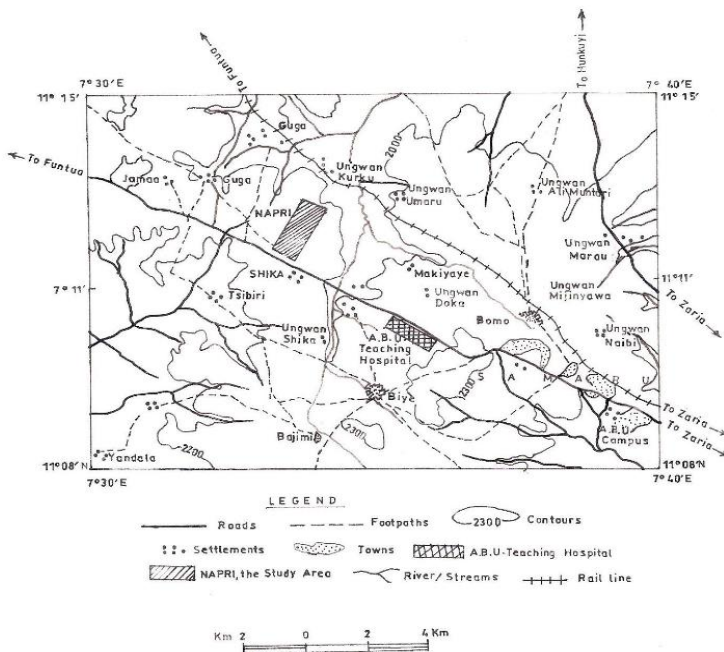 To Funtua
To Hunkuyi
7° 30'E
7° 40'E
11° 15'
11° 15'
Guga
2000
To Funtua
Jamaa
Guga
Ungwan
Kurku
Ungwan
Umaru
Ungwan
Ali Muntari
NAPRI
Ungwan
Marau
SHIKA
Makiyaye
7° 11'
11°11'
Tsibiri
Ungwan
Doka
Ungwan
Mijinyawa
To Zaria
Bomo
Ungwan
Shika
A.B.U-
Teaching
Hospital
Ungwan
Naibi
2300
S A M A R U
Biye
To Zaria
To Zaria
A.B.U
Campus
Bajimi
2300
2200
Yandala
11°08'N
11°08'N
7°30'E
7°40'E
LEGEND
Roads
Footpaths
2300
Contours
Settlements
Towns
A.B.U-Teaching Hospital
NAPRI, the Study Area
River/Streams
Rail line
Km 2 0 2 4 Km